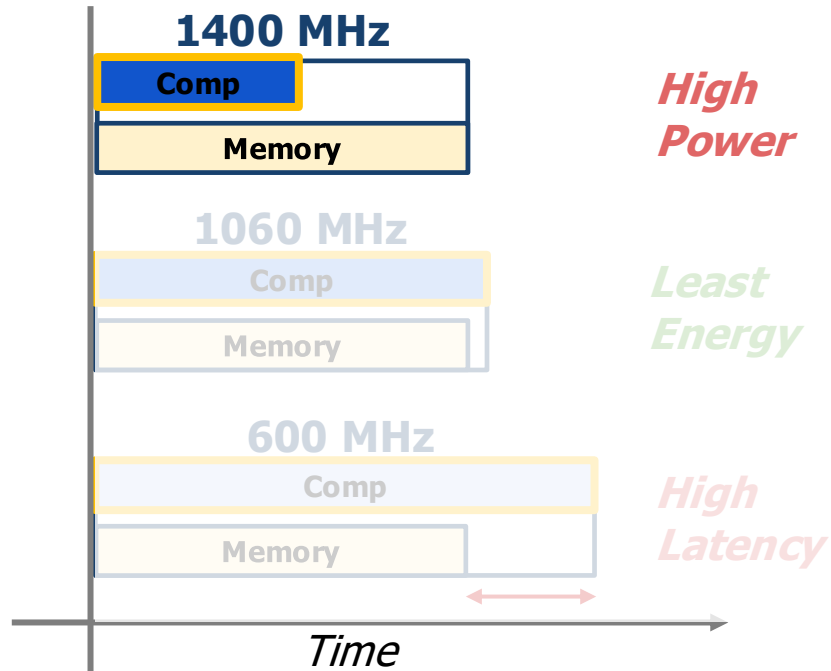 1400 MHz
Comp
Memory
High
Power
1060 MHz
Comp
Memory
Least
Energy
600 MHz
Comp
Memory
High
Latency
Time